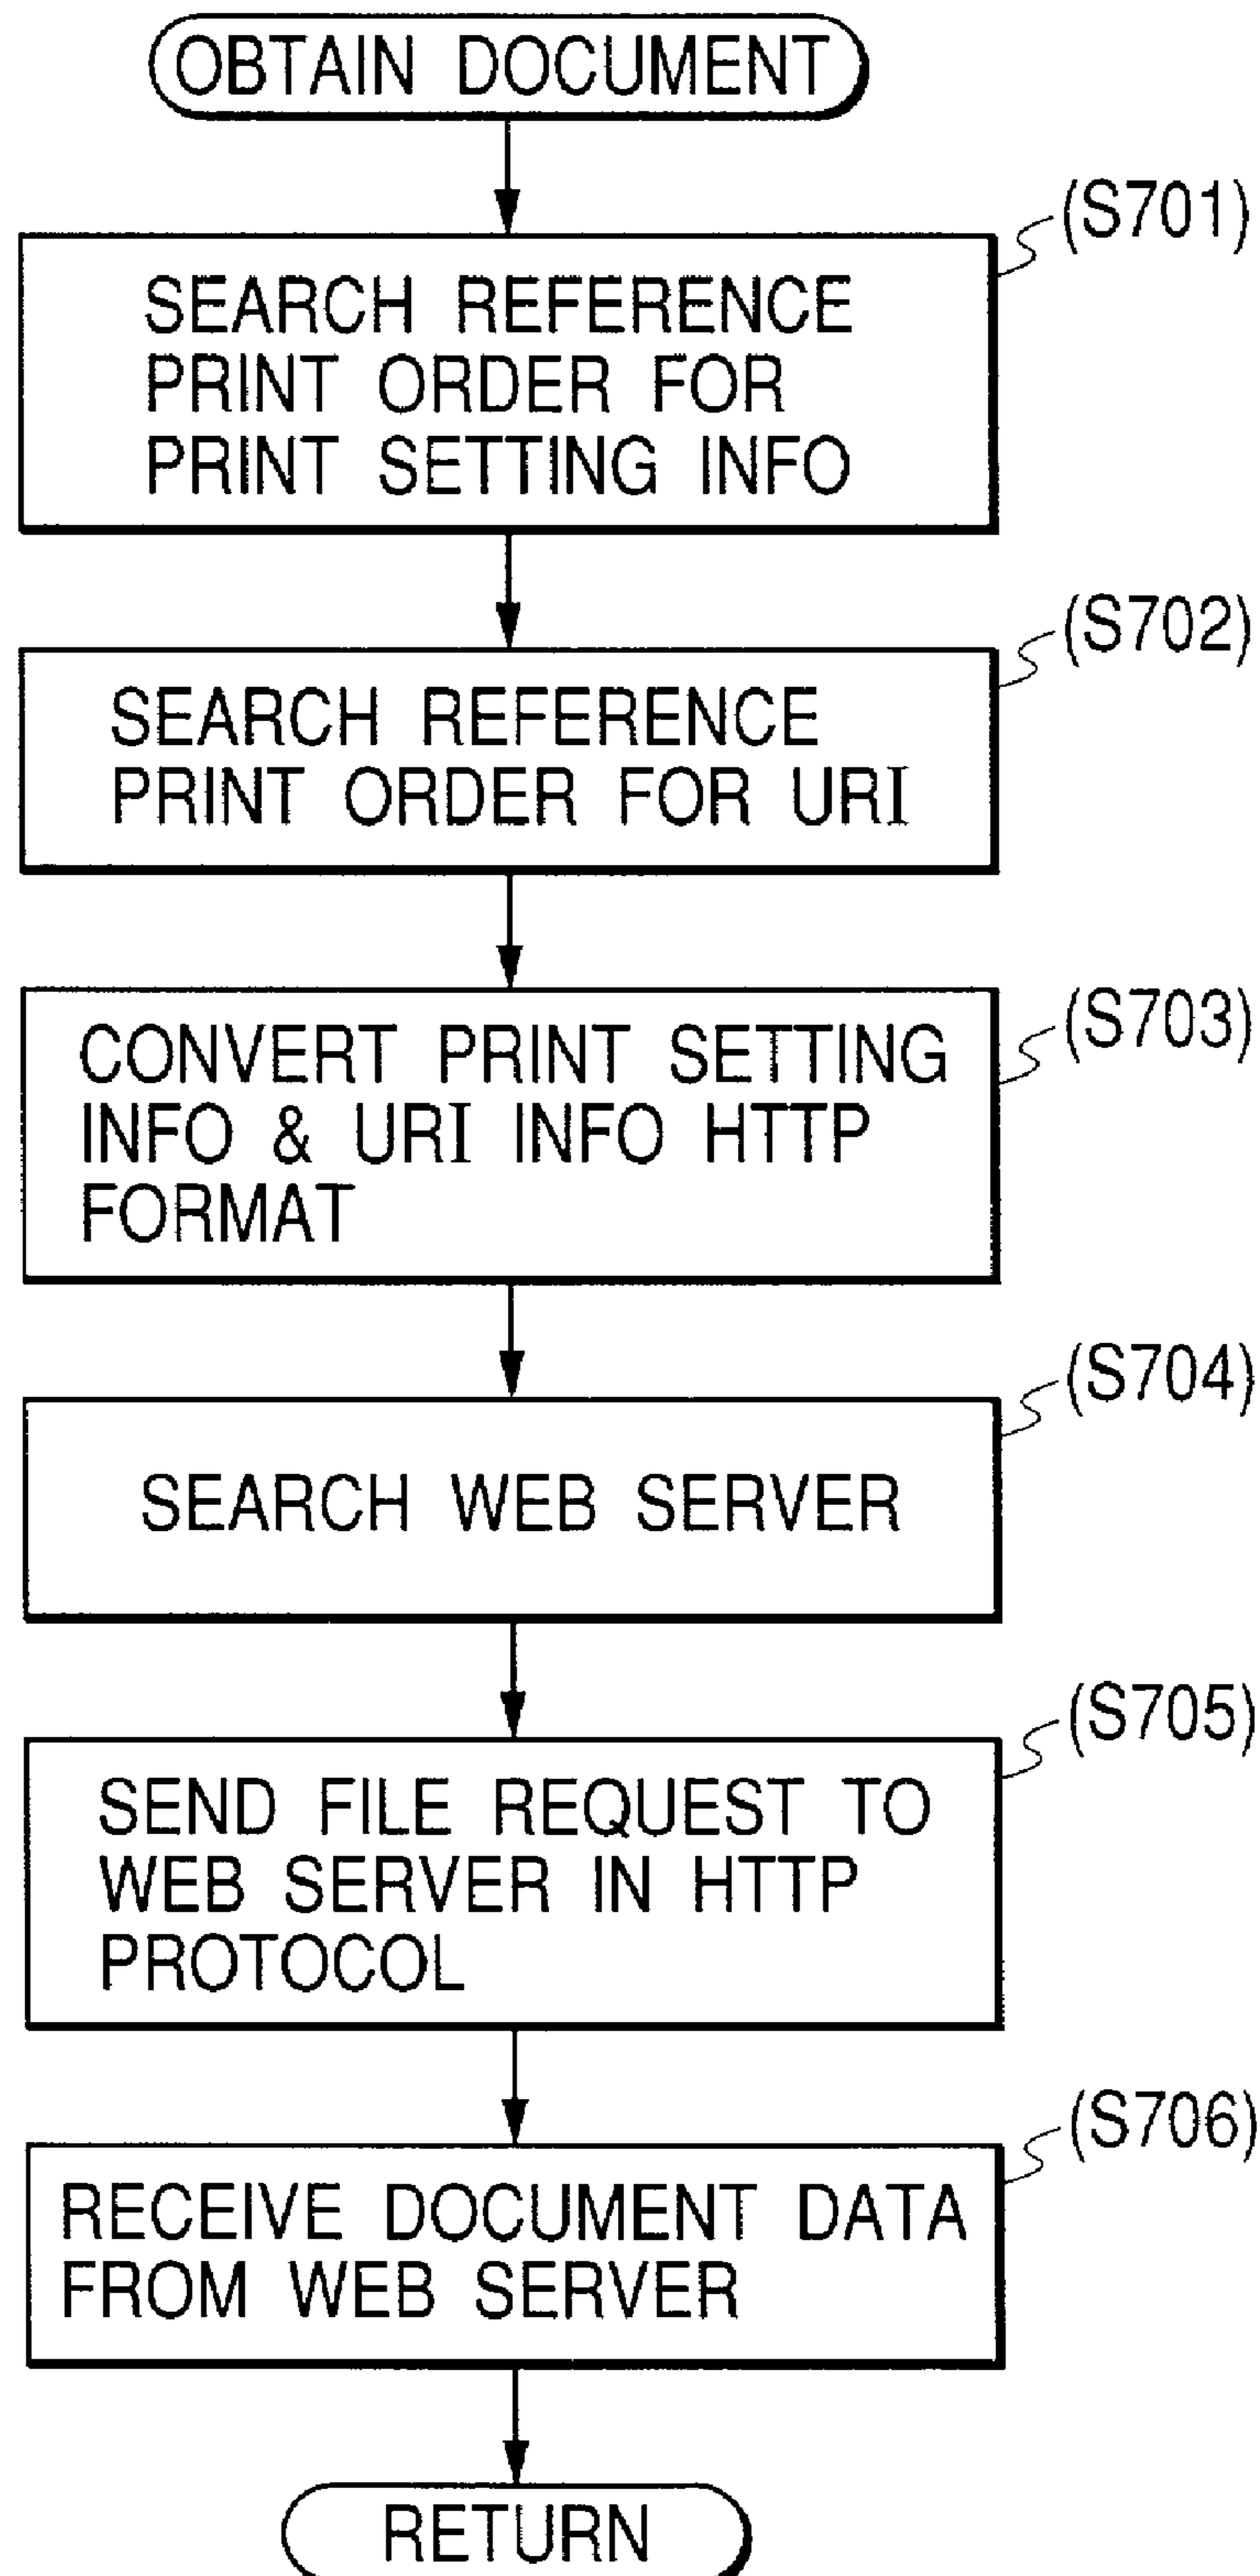 OBTAIN DOCUMENT
(S701)
SEARCH REFERENCE
PRINT ORDER FOR
PRINT SETTING INFO
(S702)
SEARCH REFERENCE
PRINT ORDER FOR URI
(S703)
CONVERT PRINT SETTING
INFO & URI INFO HTTP
FORMAT
(S704)
SEARCH WEB SERVER
(S705)
SEND FILE REQUEST TO
WEB SERVER IN HTTP
PROTOCOL
(S706)
RECEIVE DOCUMENT DATA
FROM WEB SERVER
RETURN